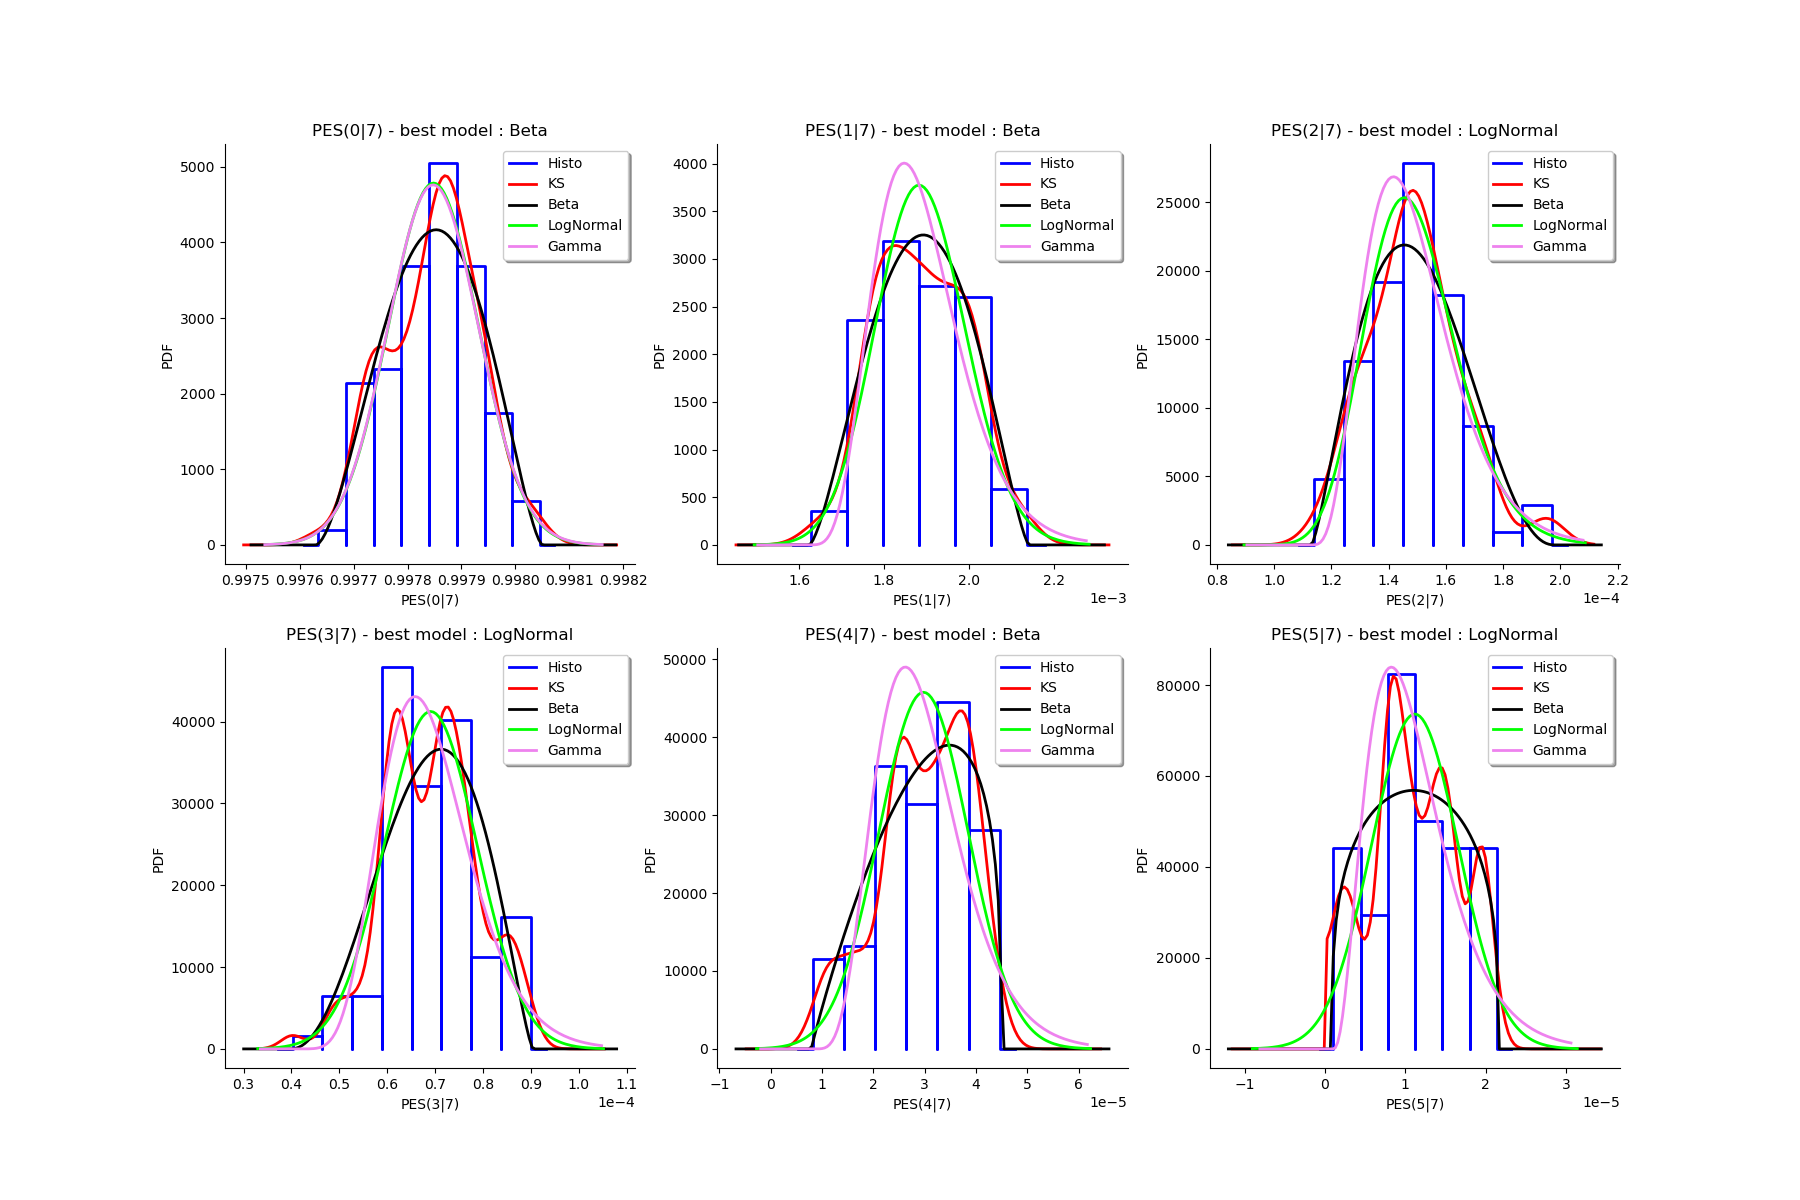 PES(0|7) - best model : Beta
5000
4000
3000
2000
1000
0
PDF
Histo
KS
Beta
LogNormal
Gamma
0.9975 0.9976 0.9977 0.9978 0.9979 0.9980 0.9981 0.9982
PES(0|7)
PES(1|7) - best model : Beta
4000
3500
3000
2500
2000
1500
1000
500
0
PDF
Histo
KS
Beta
LogNormal
Gamma
1.6 1.8 2.0 2.2
1e−3
PES(1|7)
PES(2|7) - best model : LogNormal
25000
20000
15000
10000
5000
0
PDF
Histo
KS
Beta
LogNormal
Gamma
0.8 1.0 1.2 1.4 1.6 1.8 2.0 2.2
1e−4
PES(2|7)
PES(3|7) - best model : LogNormal
40000
30000
20000
10000
0
PDF
Histo
KS
Beta
LogNormal
Gamma
0.3 0.4 0.5 0.6 0.7 0.8 0.9 1.0 1.1
1e−4
PES(3|7)
PES(4|7) - best model : Beta
50000
40000
30000
20000
10000
0
PDF
Histo
KS
Beta
LogNormal
Gamma
−1 0 1 2 3 4 5 6
1e−5
PES(4|7)
PES(5|7) - best model : LogNormal
80000
60000
40000
20000
0
PDF
Histo
KS
Beta
LogNormal
Gamma
−1 0 1 2 3
1e−5
PES(5|7)